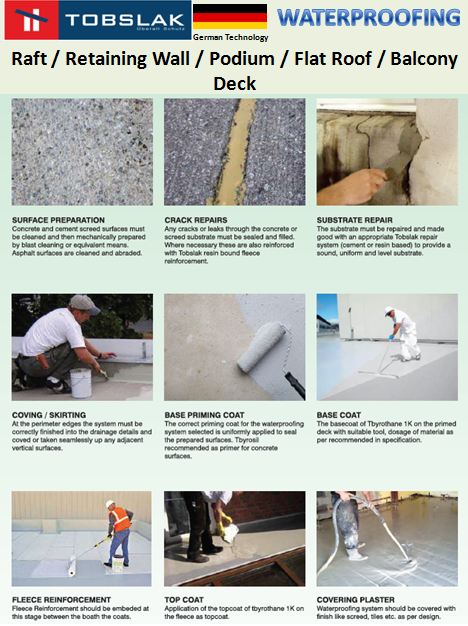 TOBSLAK
Überall Schutz
German Technology
WATERPROOFING
Raft / Retaining Wall / Podium / Flat Roof / Balcony
Deck
SURFACE PREPARATION
Concrete and cement screed surfaces must
be cleaned and then mechanically prepared
by blast cleaning or equivalent means.
Asphalt surfaces are cleaned and abraded.
CRACK REPAIRS
Any cracks or leaks through the concrete or
screed substrate must be sealed and filled.
Where necessary these are also reinforced
with Tobslak resin bound fleece
reinforcement.
SUBSTRATE REPAIR
The substrate must be repaired and made
good with an appropriate Tobslak repair
system (cement or resin based) to provide a
sound, uniform and level substrate.
COVING / SKIRTING
At the perimeter edges the system must be
correctly finished into the drainage details and
coved or taken seamlessly up any adjacent
vertical surfaces.
BASE PRIMING COAT
The correct priming coat for the waterproofing
system selected is uniformly applied to seal
the prepared surfaces. Tbyrosil
recommended as primer for concrete
surfaces.
BASE COAT
The basecoat of Tbyrothane 1K on the primed
deck with suitable tool, dosage of material as
per recommended in specification.
FLEECE REINFORCEMENT
Fleece Reinforcement should be embeded at
this stage between the boath the coats.
TOP COAT
Application of the topcoat of tbyrothane 1K on
the fleece as topcoat.
COVERING PLASTER
Waterproofing system should be covered with
finish like screed, tiles etc. as per design.